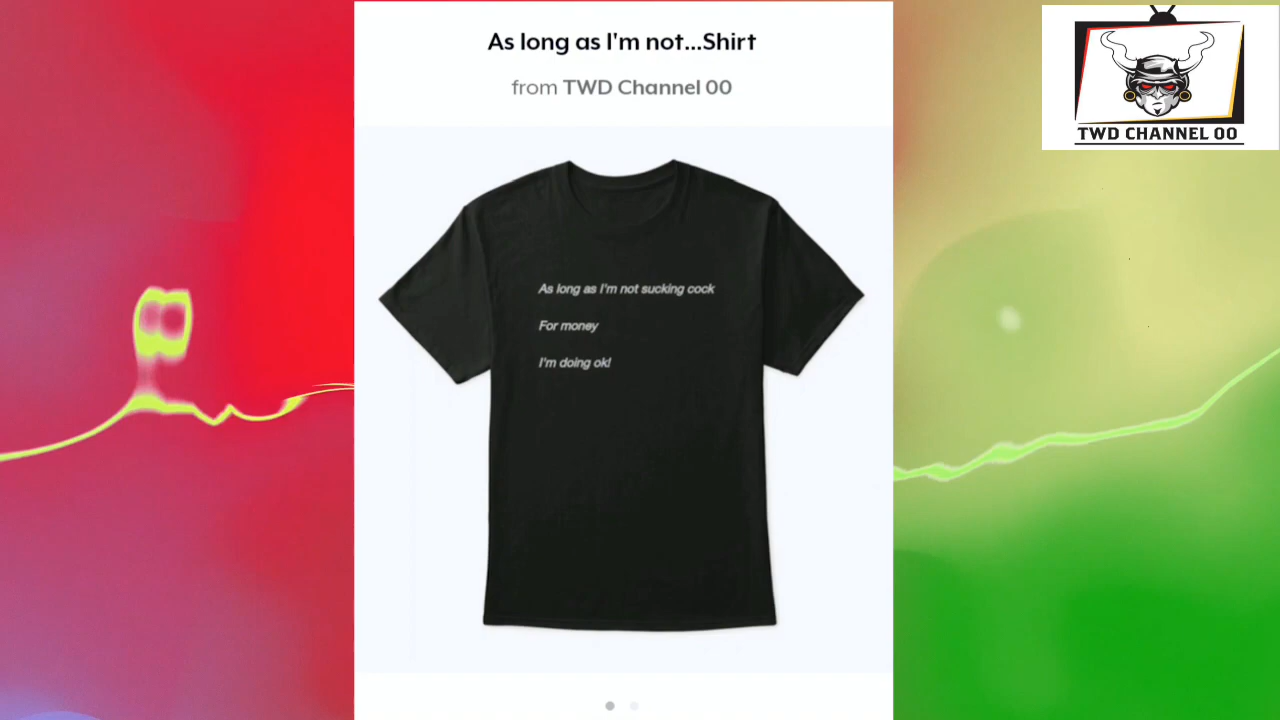 As long as I'm not...Shirt
from TWD Channel 00
TWD CHANNEL 00
As long as I'm not sucking cock
For money
I'm doing ok!